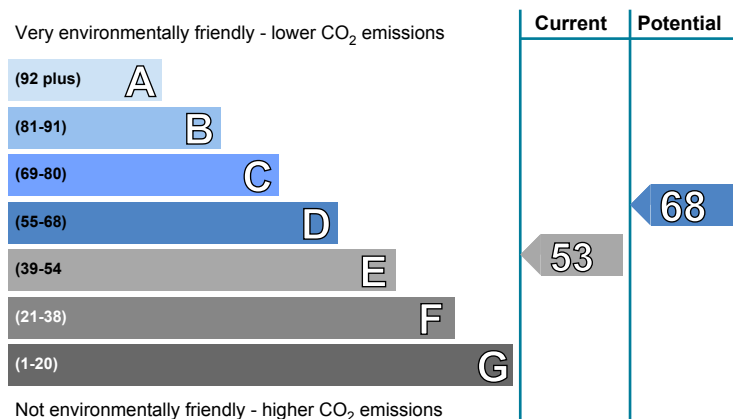 Very environmentally friendly - lower CO₂ emissions
Current
Potential
(92 plus) A
(81-91) B
(69-80) C
(55-68) D
(39-54 E
(21-38) F
(1-20) G
53
68
Not environmentally friendly - higher CO₂ emissions